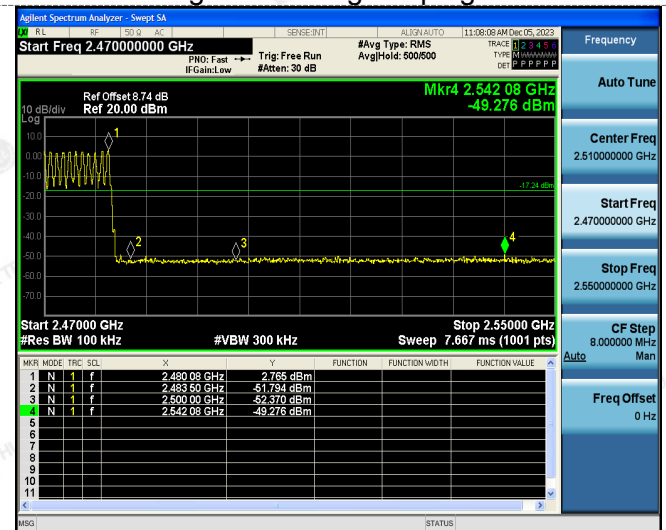 Agilent Spectrum Analyzer - Swept SA
LXI RL RF 50 Ω AC SENSE:INT ALIGN AUTO 11:08:08 AM Dec 05, 2023
Start Freq 2.470000000 GHz
PNO: Fast
IFGain:Low
Trig: Free Run
#Atten: 30 dB
#Avg Type: RMS
Avg|Hold: 500/500
TRACE 1 2 3 4 5 6
TYPE M
DET P P P P P P
Frequency
Auto Tune
Center Freq
2.510000000 GHz
Start Freq
2.470000000 GHz
Stop Freq
2.550000000 GHz
CF Step
8.000000 MHz
Auto Man
Freq Offset
0 Hz
Mkr4 2.542 08 GHz
-49.276 dBm
Ref Offset 8.74 dB
10 dB/div Ref 20.00 dBm
Log
10.0
0.00
-10.0
-20.0
-30.0
-40.0
-50.0
-60.0
-70.0
1
2
3
4
-17.24 dBm
Start 2.47000 GHz Stop 2.55000 GHz
#Res BW 100 kHz #VBW 300 kHz Sweep 7.667 ms (1001 pts)
MKR MODE TRC SCL X Y FUNCTION FUNCTION WIDTH FUNCTION VALUE
1 N 1 f 2.480 08 GHz 2.765 dBm
2 N 1 f 2.483 50 GHz -51.794 dBm
3 N 1 f 2.500 00 GHz -52.370 dBm
4 N 1 f 2.542 08 GHz -49.276 dBm
5
6
7
8
9
10
11
MSG STATUS